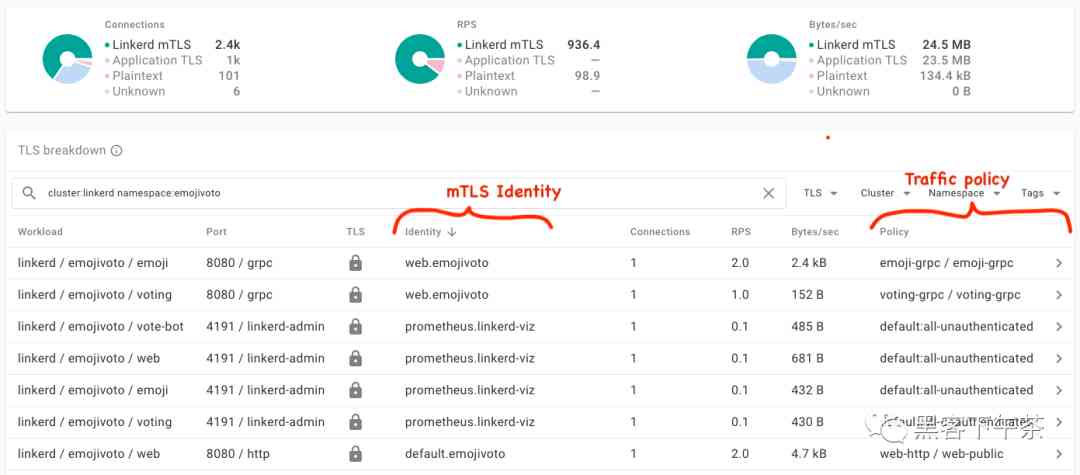 Connections
Linkerd mTLS 2.4k
Application TLS 1k
Plaintext 101
Unknown 6
RPS
Linkerd mTLS 936.4
Application TLS —
Plaintext 98.9
Unknown —
Bytes/sec
Linkerd mTLS 24.5 MB
Application TLS 23.5 MB
Plaintext 134.4 kB
Unknown 0 B
TLS breakdown
mTLS Identity
Traffic policy
cluster:linkerd namespace:emojivoto TLS Cluster Namespace Tags
Workload Port TLS Identity Connections RPS Bytes/sec Policy
linkerd / emojivoto / emoji 8080 / grpc web.emojivoto 1 2.0 2.4 kB emoji-grpc / emoji-grpc
linkerd / emojivoto / voting 8080 / grpc web.emojivoto 1 1.0 152 B voting-grpc / voting-grpc
linkerd / emojivoto / vote-bot 4191 / linkerd-admin prometheus.linkerd-viz 1 0.1 485 B default:all-unauthenticated
linkerd / emojivoto / web 4191 / linkerd-admin prometheus.linkerd-viz 1 0.1 681 B default:all-unauthenticated
linkerd / emojivoto / emoji 4191 / linkerd-admin prometheus.linkerd-viz 1 0.1 432 B default:all-unauthenticated
linkerd / emojivoto / voting 4191 / linkerd-admin prometheus.linkerd-viz 1 0.1 430 B default:all-unauthenticated
黑客下午茶
linkerd / emojivoto / web 8080 / http default.emojivoto 1 2.0 4.7 kB web-http / web-public